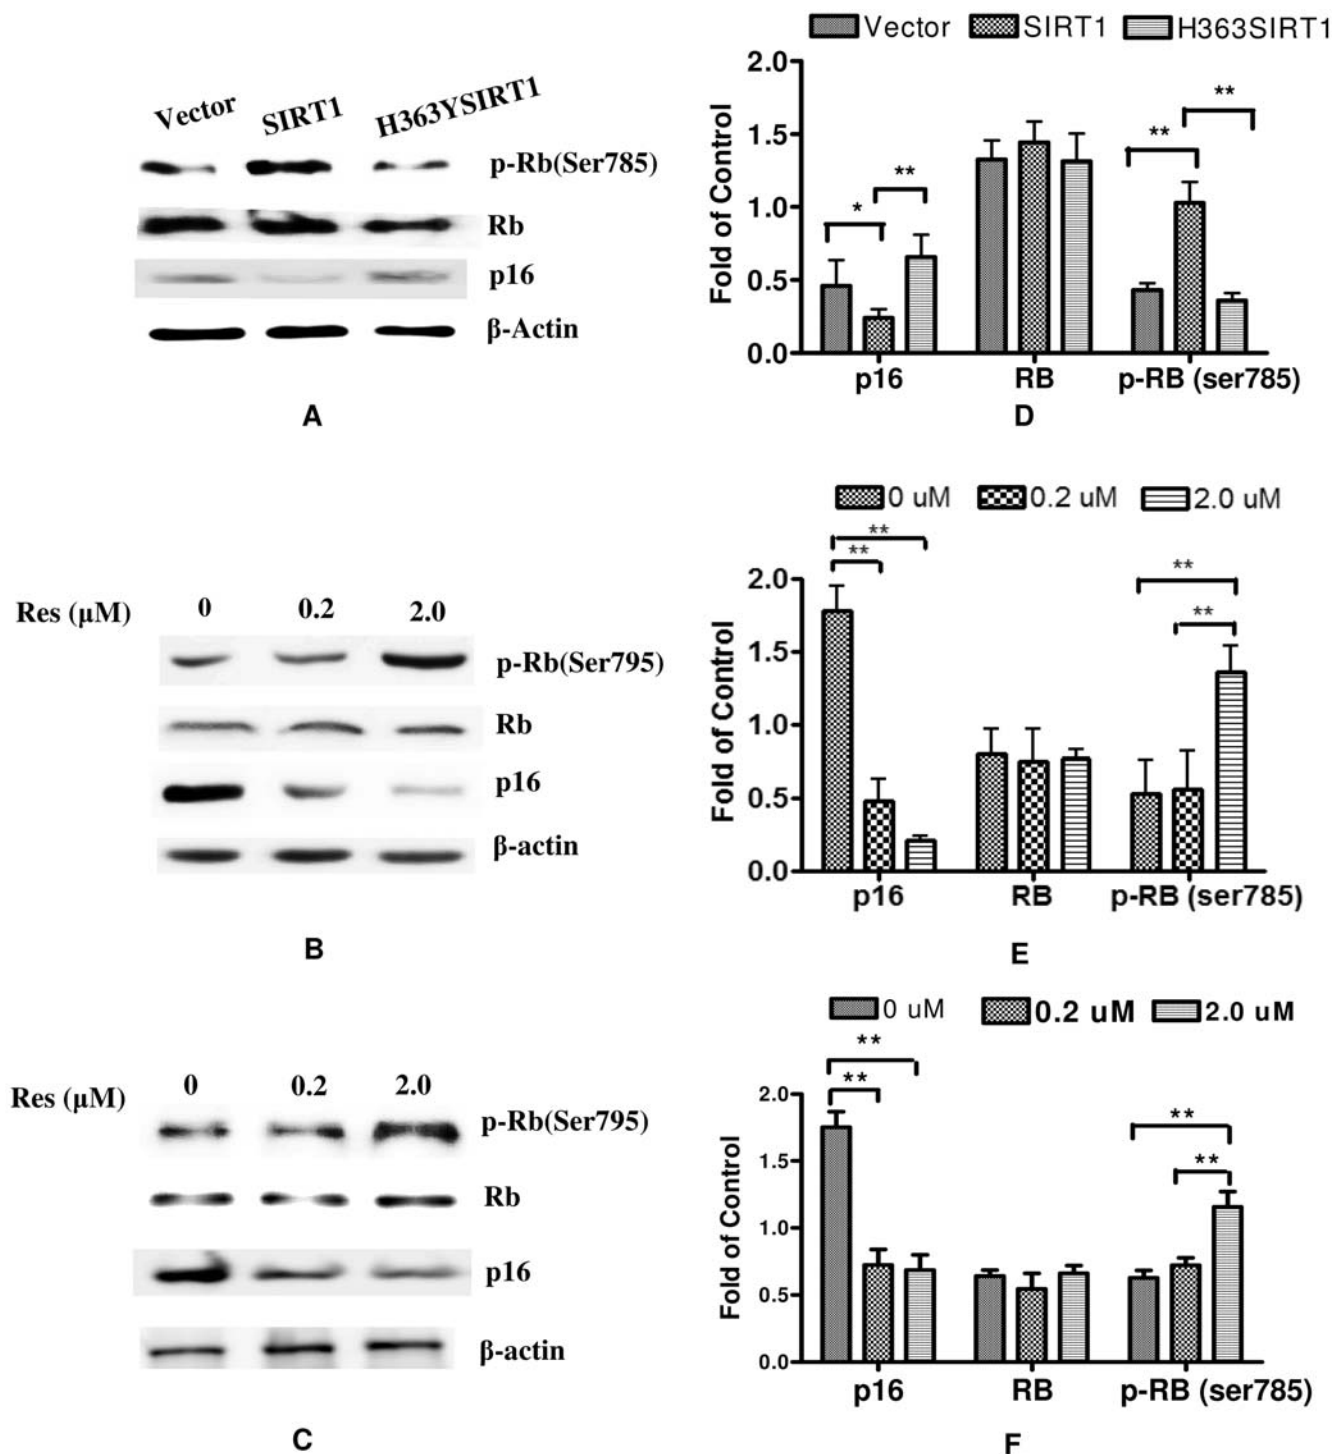 Vector SIRT1 H363YSIRT1
p-Rb(Ser785)
Rb
p16
β-Actin
A
Vector SIRT1 H363SIRT1
Fold of Control
2.0
1.5
1.0
0.5
0.0
* ** ** **
p16 RB p-RB (ser785)
D
Res (μM) 0 0.2 2.0
p-Rb(Ser795)
Rb
p16
β-actin
B
0 uM 0.2 uM 2.0 uM
Fold of Control
2.0
1.5
1.0
0.5
0.0
** ** ** **
p16 RB p-RB (ser785)
E
Res (μM) 0 0.2 2.0
p-Rb(Ser795)
Rb
p16
β-actin
C
0 uM 0.2 uM 2.0 uM
Fold of Control
2.0
1.5
1.0
0.5
0.0
** ** ** **
p16 RB p-RB (ser785)
F